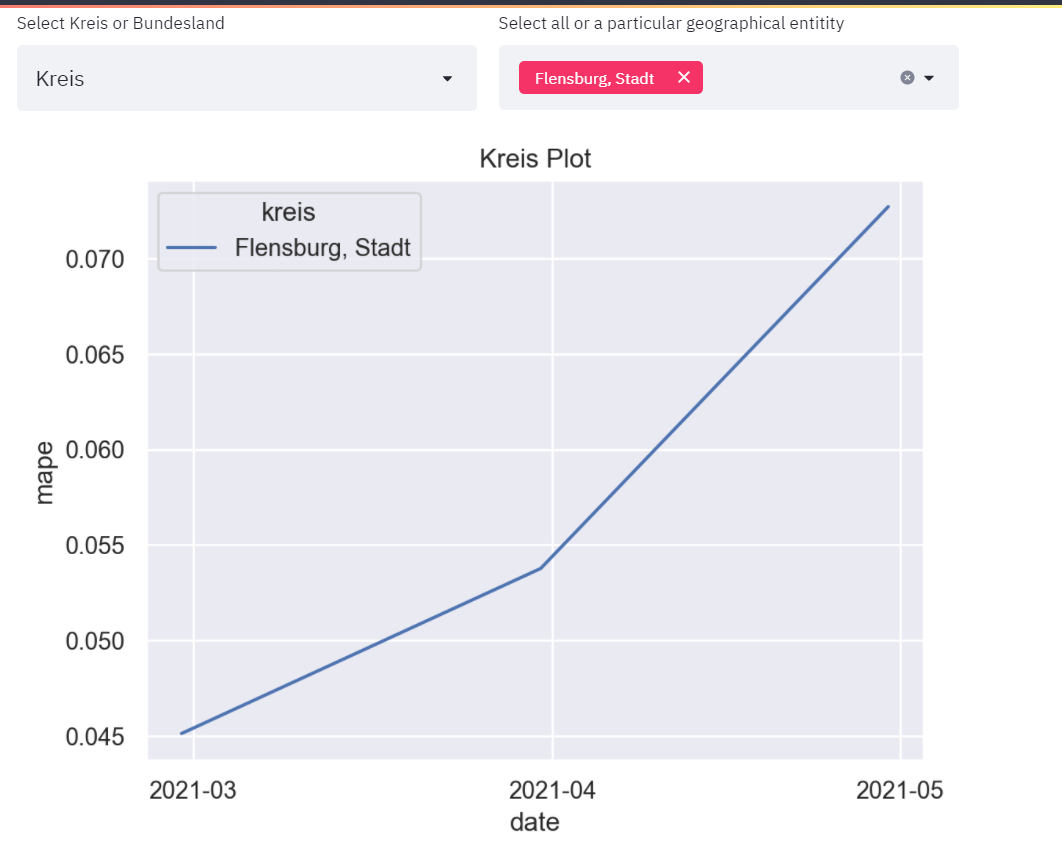 Select Kreis or Bundesland
Select all or a particular geographical entitity
Kreis
Flensburg, Stadt
Kreis Plot
kreis
Flensburg, Stadt
0.070
0.065
0.060
0.055
0.050
0.045
mape
2021-03
2021-04
2021-05
date